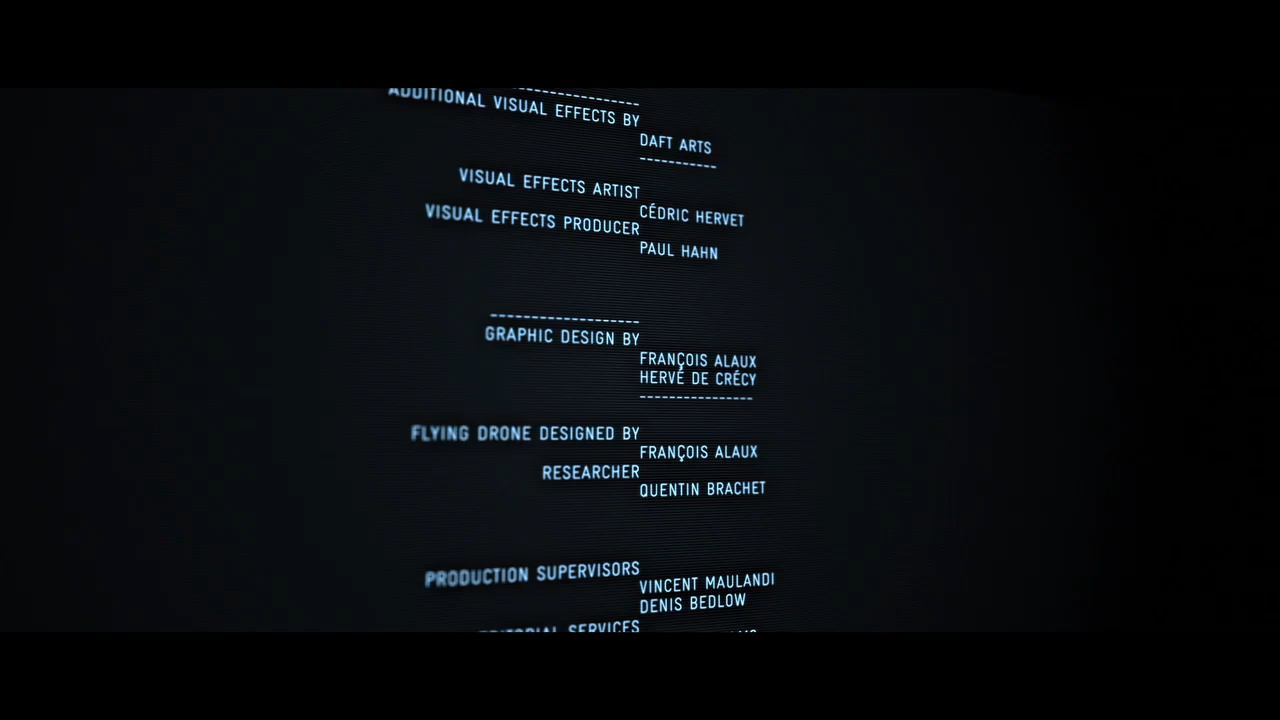 ADDITIONAL VISUAL EFFECTS BY
DAFT ARTS
VISUAL EFFECTS ARTIST
CÉDRIC HERVET
VISUAL EFFECTS PRODUCER
PAUL HAHN
GRAPHIC DESIGN BY
FRANÇOIS ALAUX
HERVÉ DE CRÉCY
FLYING DRONE DESIGNED BY
FRANÇOIS ALAUX
RESEARCHER
QUENTIN BRACHET
PRODUCTION SUPERVISORS
VINCENT MAULANDI
DENIS BEDLOW
EDITORIAL SERVICES